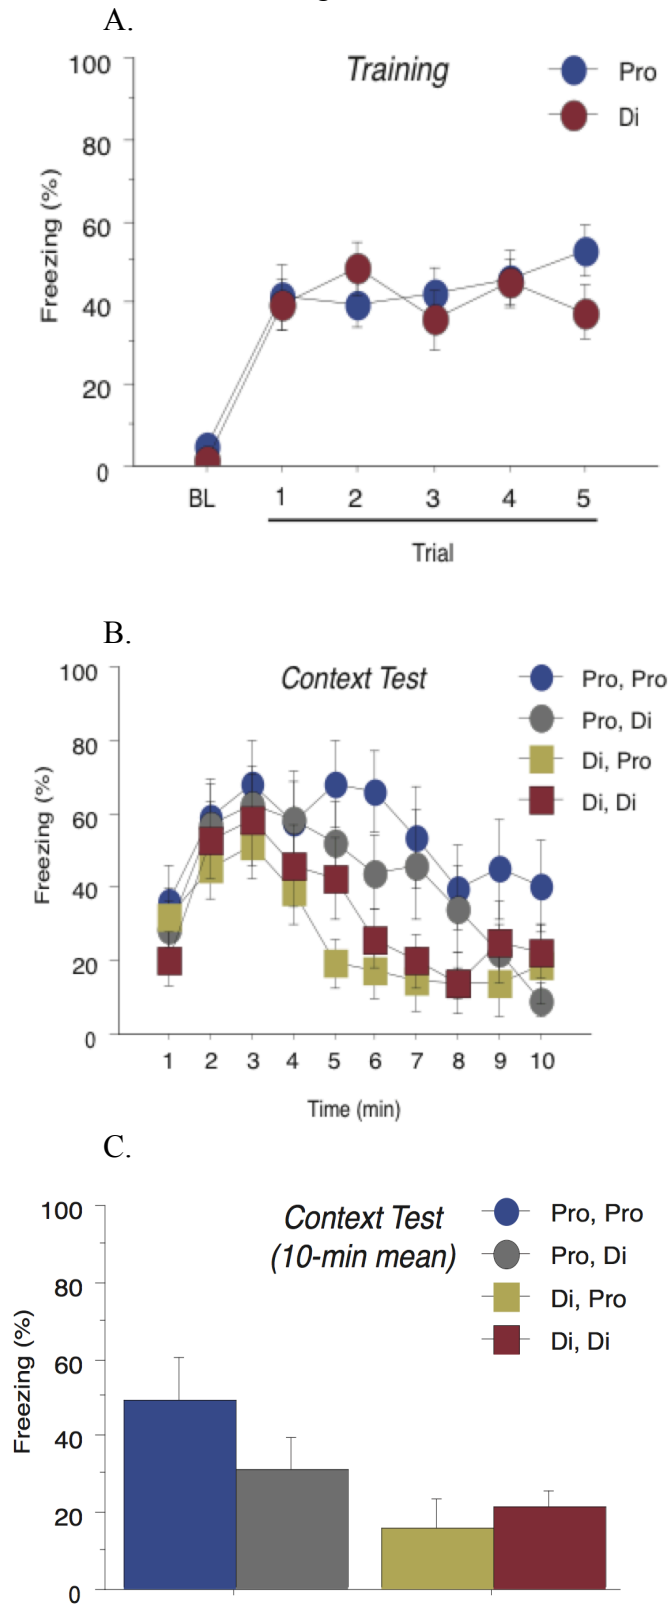 A.
Training
Pro
Di
Freezing (%)
100
80
60
40
20
0
BL 1 2 3 4 5
Trial
B.
Context Test
Pro, Pro
Pro, Di
Di, Pro
Di, Di
Freezing (%)
100
80
60
40
20
0
1 2 3 4 5 6 7 8 9 10
Time (min)
C.
Context Test
(10-min mean)
Pro, Pro
Pro, Di
Di, Pro
Di, Di
Freezing (%)
100
80
60
40
20
0